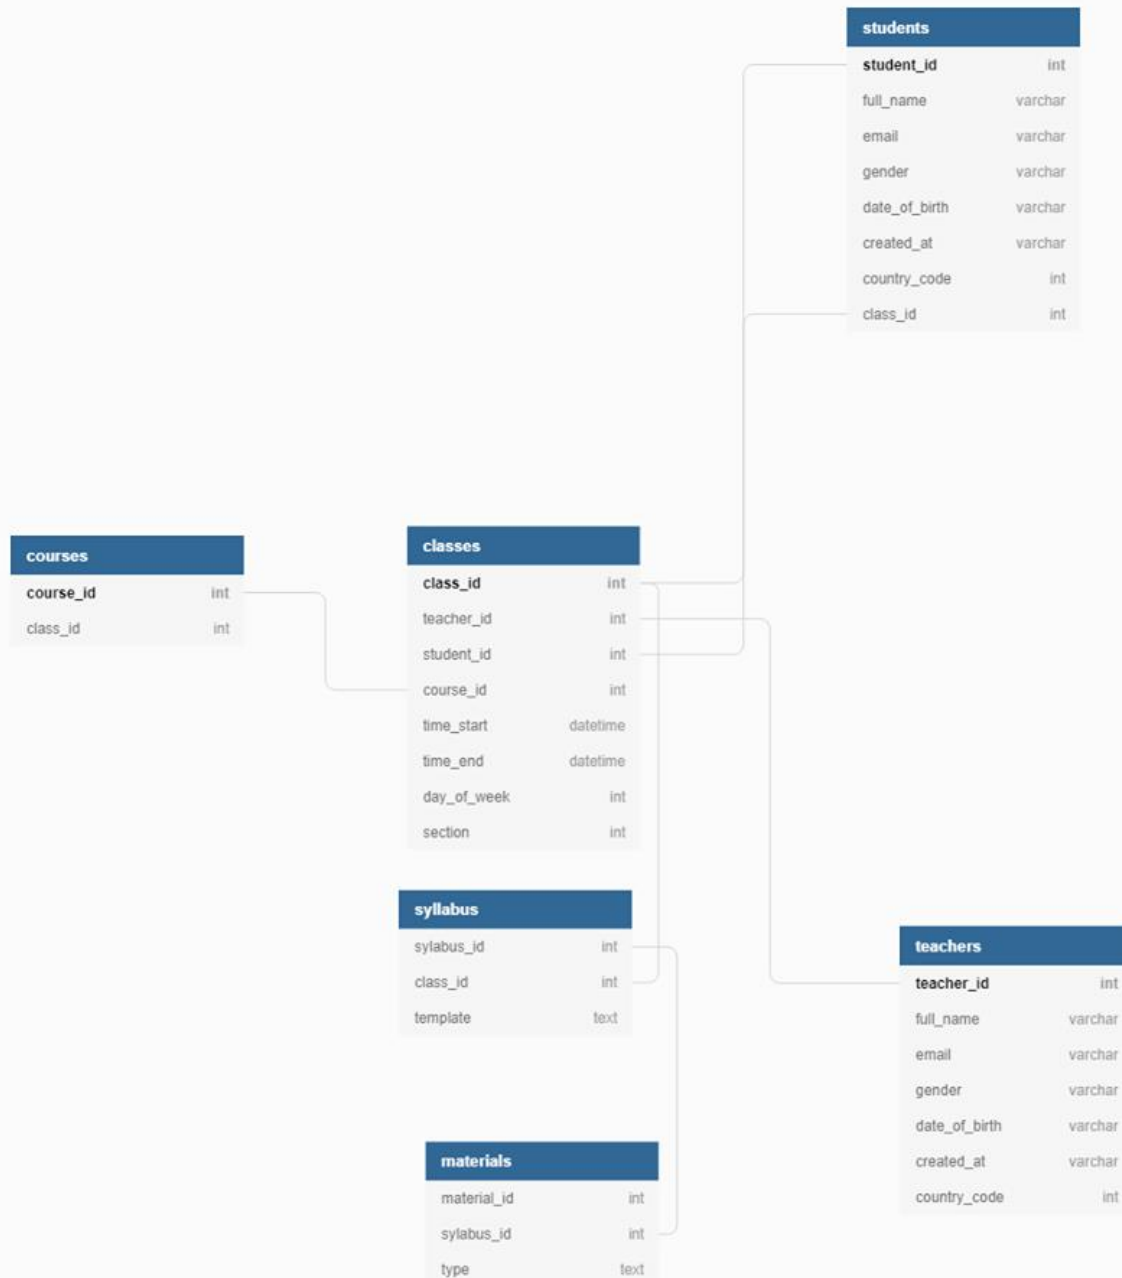 students
student_id int
full_name varchar
email varchar
gender varchar
date_of_birth varchar
created_at varchar
country_code int
class_id int
courses
course_id int
class_id int
classes
class_id int
teacher_id int
student_id int
course_id int
time_start datetime
time_end datetime
day_of_week int
section int
syllabus
sylabus_id int
class_id int
template text
teachers
teacher_id int
full_name varchar
email varchar
gender varchar
date_of_birth varchar
created_at varchar
country_code int
materials
material_id int
sylabus_id int
type text